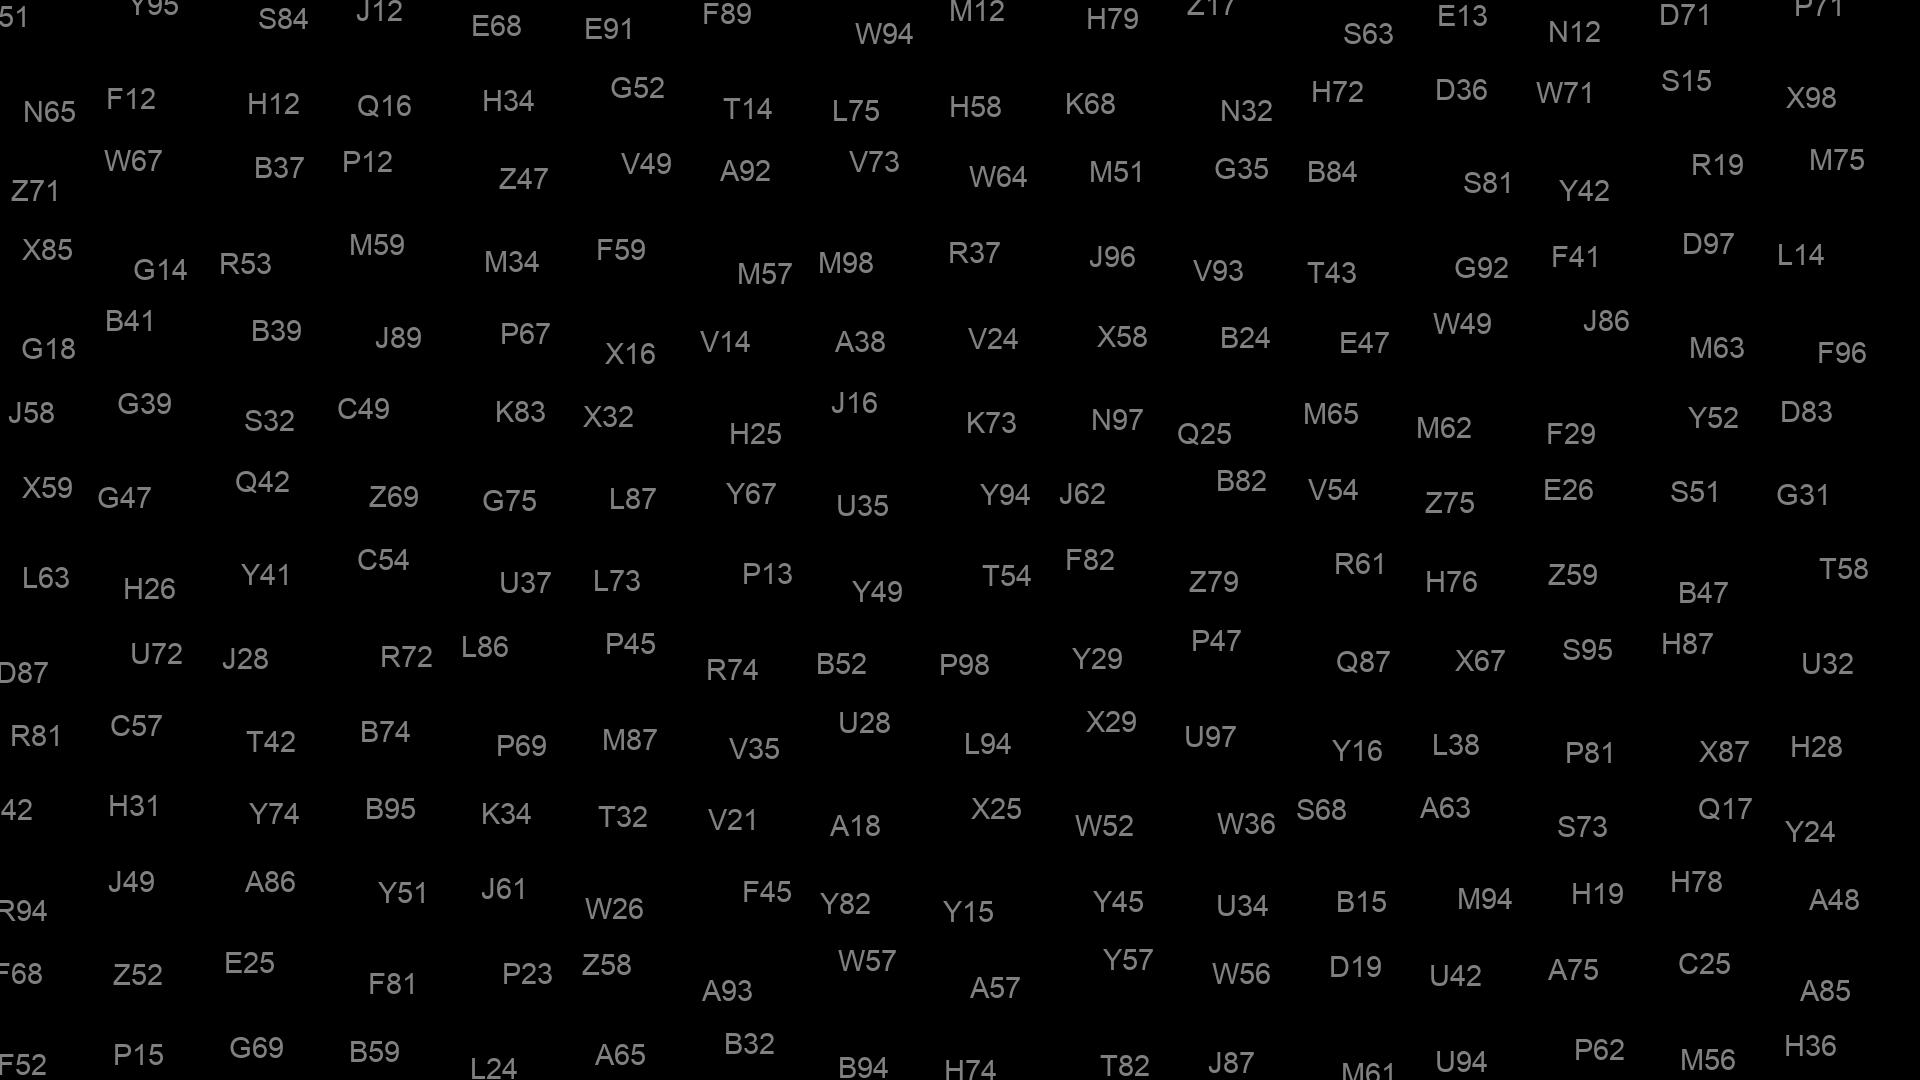 51 Y95 S84 J12 E68 E91 F89 W94 M12 H79 Z17 S63 E13 N12 D71 P71
N65 F12 H12 Q16 H34 G52 T14 L75 H58 K68 N32 H72 D36 W71 S15 X98
Z71 W67 B37 P12 Z47 V49 A92 V73 W64 M51 G35 B84 S81 Y42 R19 M75
X85 G14 R53 M59 M34 F59 M57 M98 R37 J96 V93 T43 G92 F41 D97 L14
G18 B41 B39 J89 P67 X16 V14 A38 V24 X58 B24 E47 W49 J86 M63 F96
J58 G39 S32 C49 K83 X32 H25 J16 K73 N97 Q25 M65 M62 F29 Y52 D83
X59 G47 Q42 Z69 G75 L87 Y67 U35 Y94 J62 B82 V54 Z75 E26 S51 G31
L63 H26 Y41 C54 U37 L73 P13 Y49 T54 F82 Z79 R61 H76 Z59 B47 T58
D87 U72 J28 R72 L86 P45 R74 B52 P98 Y29 P47 Q87 X67 S95 H87 U32
R81 C57 T42 B74 P69 M87 V35 U28 L94 X29 U97 Y16 L38 P81 X87 H28
42 H31 Y74 B95 K34 T32 V21 A18 X25 W52 W36 S68 A63 S73 Q17 Y24
R94 J49 A86 Y51 J61 W26 F45 Y82 Y15 Y45 U34 B15 M94 H19 H78 A48
F68 Z52 E25 F81 P23 Z58 A93 W57 A57 Y57 W56 D19 U42 A75 C25 A85
F52 P15 G69 B59 L24 A65 B32 B94 H74 T82 J87 M61 U94 P62 M56 H36